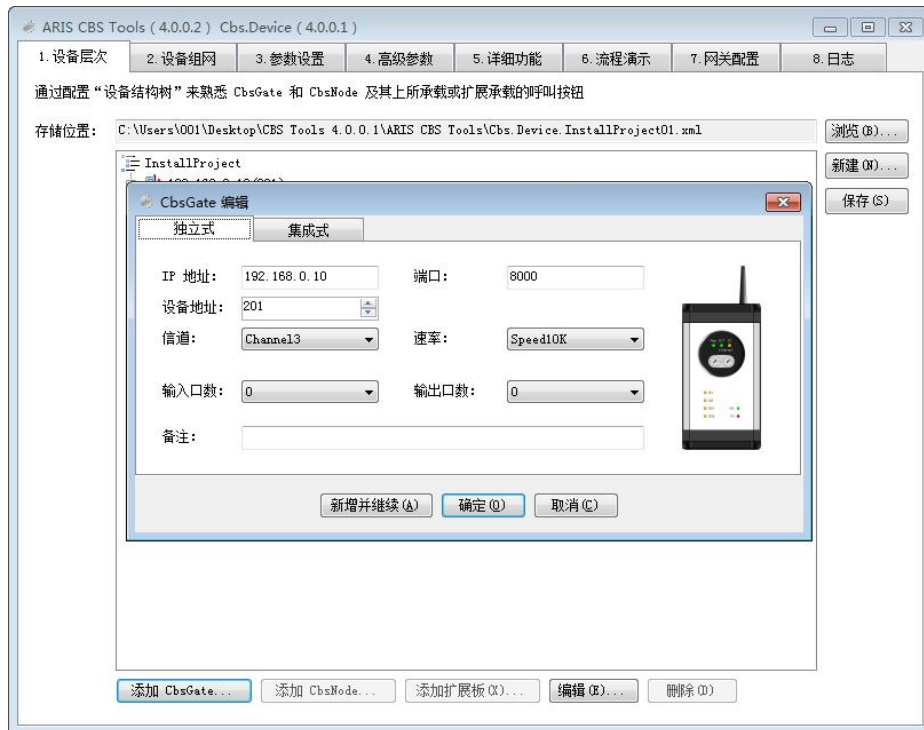 ARIS CBS Tools ( 4.0.0.2 )  Cbs.Device ( 4.0.0.1 )
1.设备层次 2.设备组网 3.参数设置 4.高级参数 5.详细功能 6.流程演示 7.网关配置 8.日志
通过配置“设备结构树”来熟悉 CbsGate 和 CbsNode 及其上所承载或扩展承载的呼叫按钮
存储位置： C:\Users\001\Desktop\CBS Tools 4.0.0.1\ARIS CBS Tools\Cbs.Device.InstallProject01.xml 浏览(B)...
InstallProject 新建(N)...
保存(S)
CbsGate 编辑
独立式 集成式
IP 地址： 192.168.0.10 端口： 8000
设备地址： 201
信道： Channel3 速率： Speed10K
输入口数： 0 输出口数： 0
备注：
新增并继续(A) 确定(O) 取消(C)
添加 CbsGate... 添加 CbsNode... 添加扩展板(X)... 编辑(E)... 删除(D)